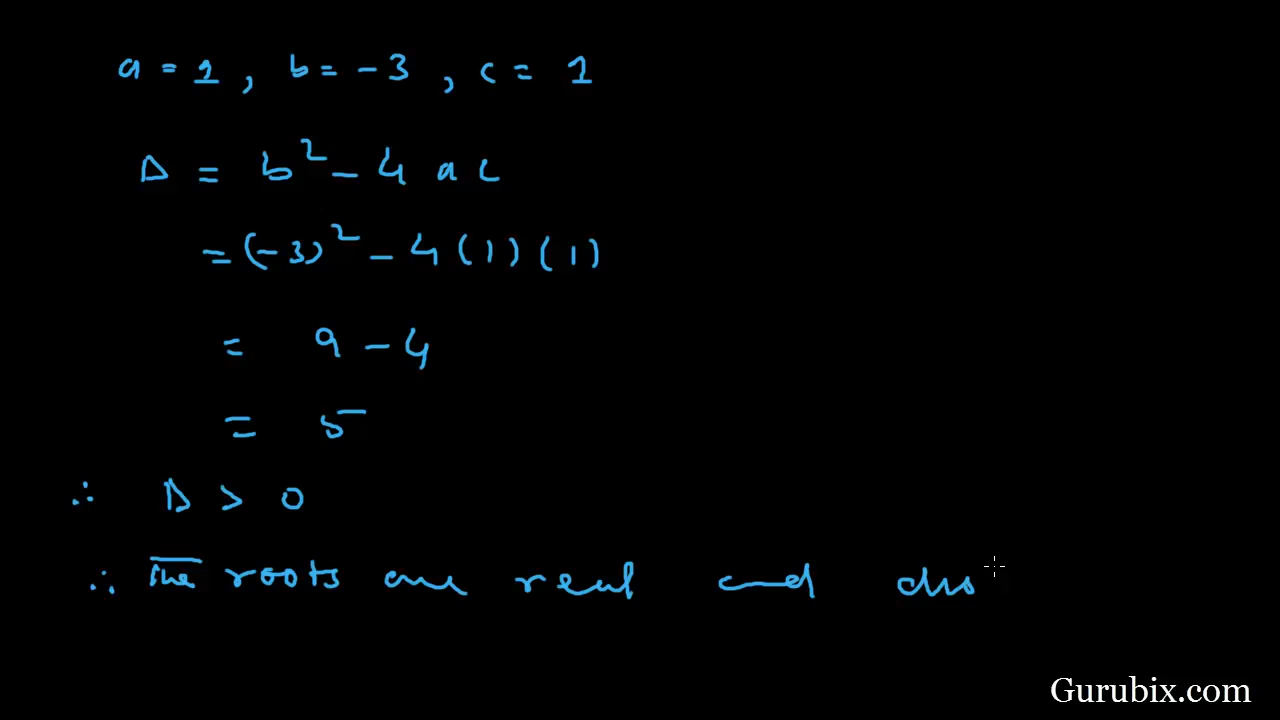 a = 1, b = -3, c = 1
Δ = b² - 4 a c
= (-3)² - 4 (1) (1)
= 9 - 4
= 5
∴ Δ > 0
∴ The roots are real and dis
Gurubix.com